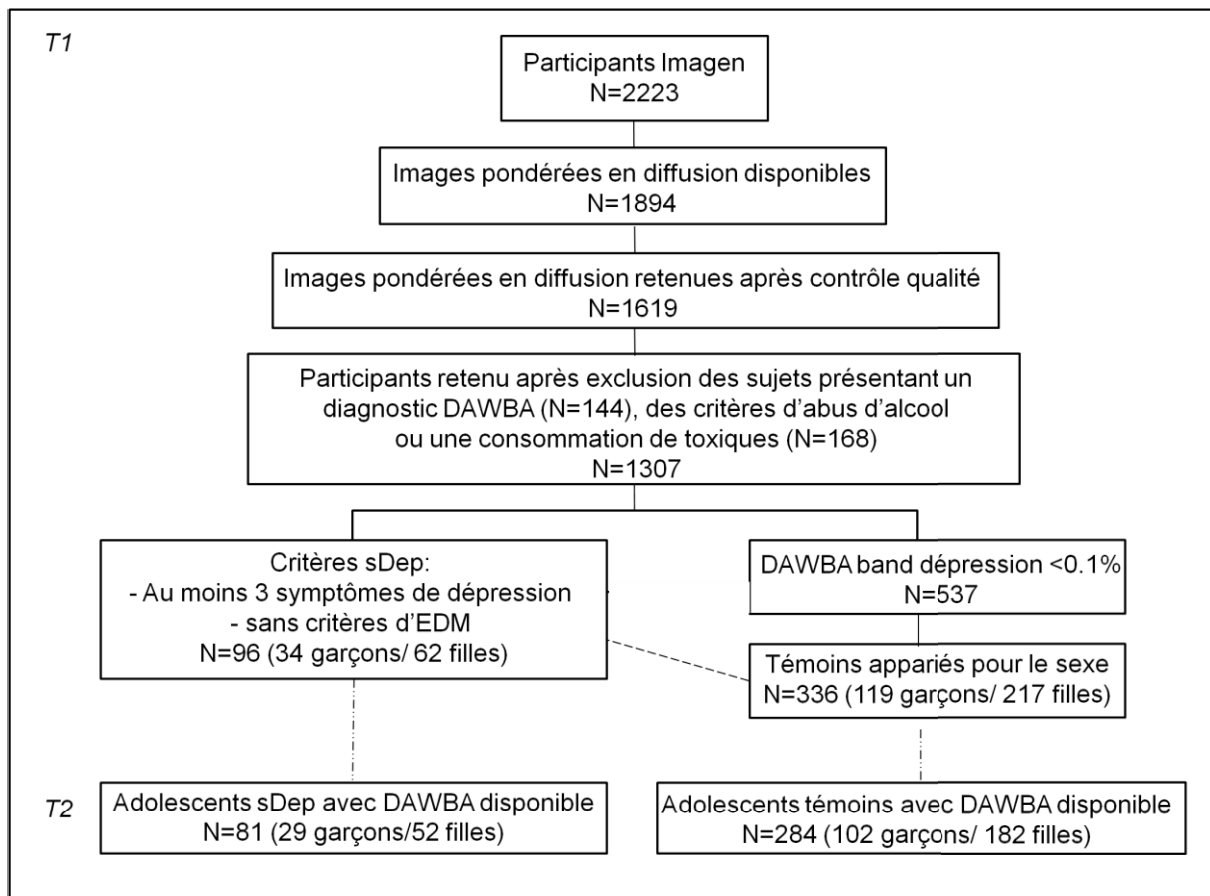 T1
Participants Imagen
N=2223
Images pondérées en diffusion disponibles
N=1894
Images pondérées en diffusion retenues après contrôle qualité
N=1619
Participants retenu après exclusion des sujets présentant un
diagnostic DAWBA (N=144), des critères d'abus d'alcool
ou une consommation de toxiques (N=168)
N=1307
Critères sDep:
- Au moins 3 symptômes de dépression
- sans critères d'EDM
N=96 (34 garçons/ 62 filles)
DAWBA band dépression <0.1%
N=537
Témoins appariés pour le sexe
N=336 (119 garçons/ 217 filles)
T2
Adolescents sDep avec DAWBA disponible
N=81 (29 garçons/52 filles)
Adolescents témoins avec DAWBA disponible
N=284 (102 garçons/ 182 filles)